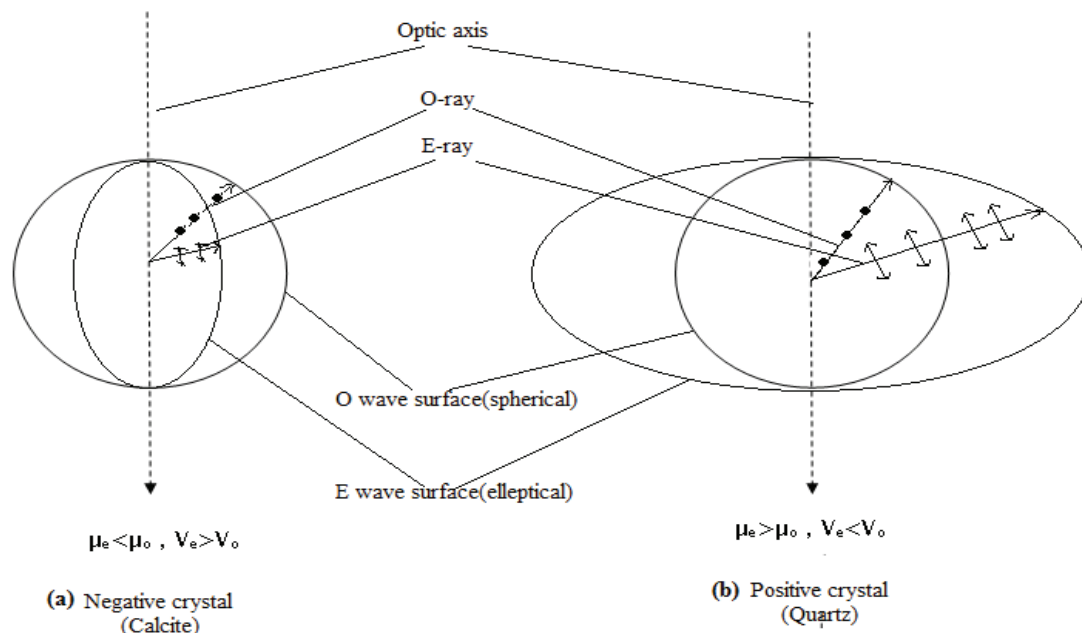 Optic axis
O-ray
E-ray
O wave surface(spherical)
E wave surface(elleptical)
μₑ<μₒ , Vₑ>Vₒ
μₑ>μₒ , Vₑ<Vₒ
(a) Negative crystal
(Calcite)
(b) Positive crystal
(Quartz)